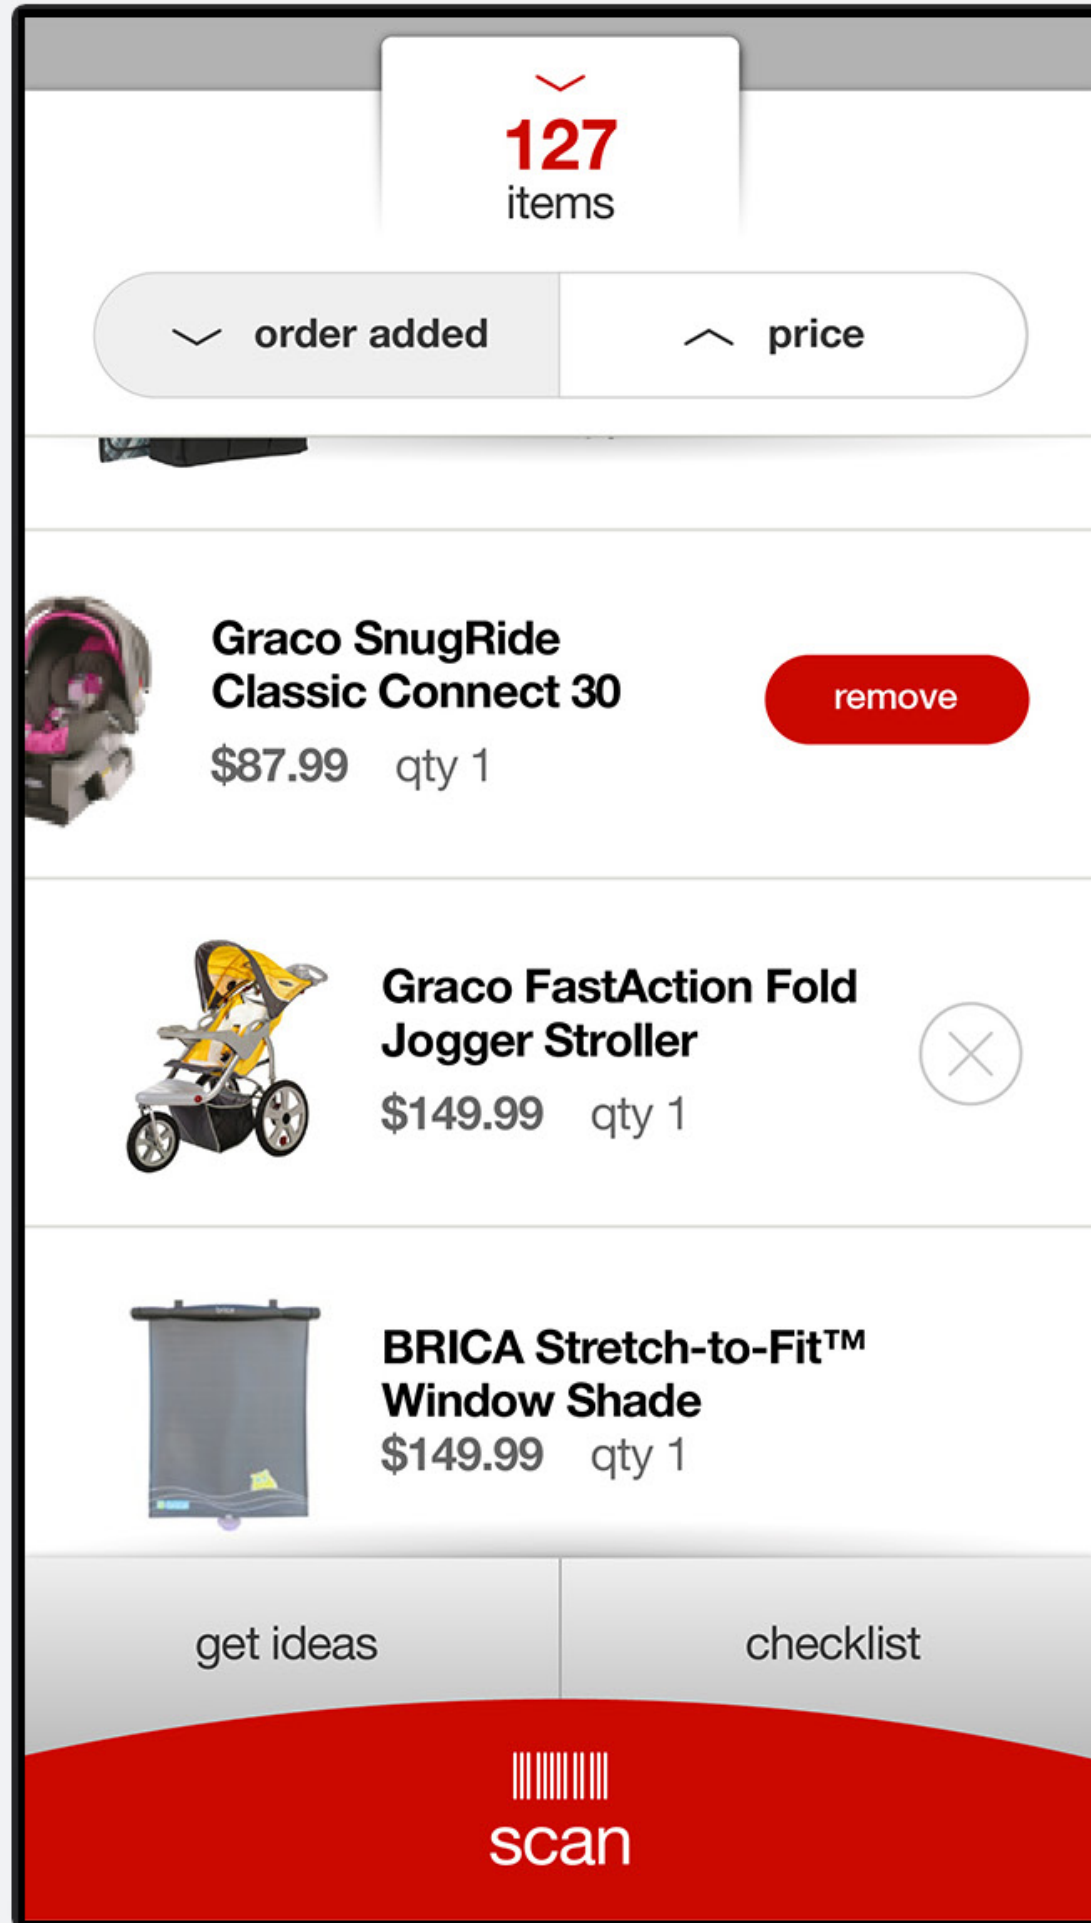 127
items
order added
price
Graco SnugRide
Classic Connect 30
$87.99 qty 1
remove
Graco FastAction Fold
Jogger Stroller
$149.99 qty 1
brica
BRICA Stretch-to-Fit™
Window Shade
$149.99 qty 1
get ideas
checklist
scan